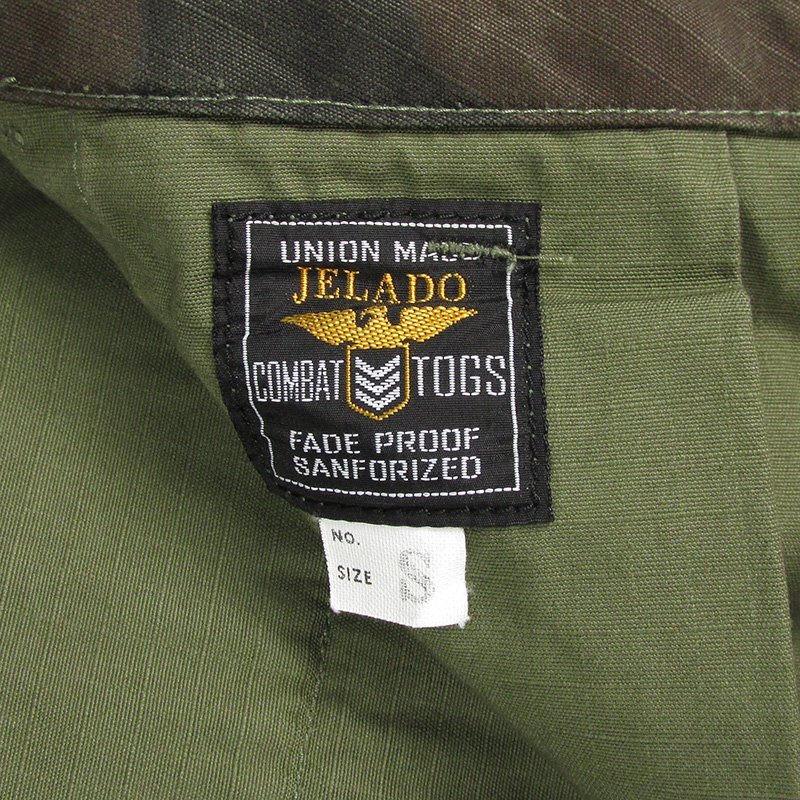 UNION MADE
JELADO
COMBAT TOGS
FADE PROOF
SANFORIZED
NO.
SIZE S